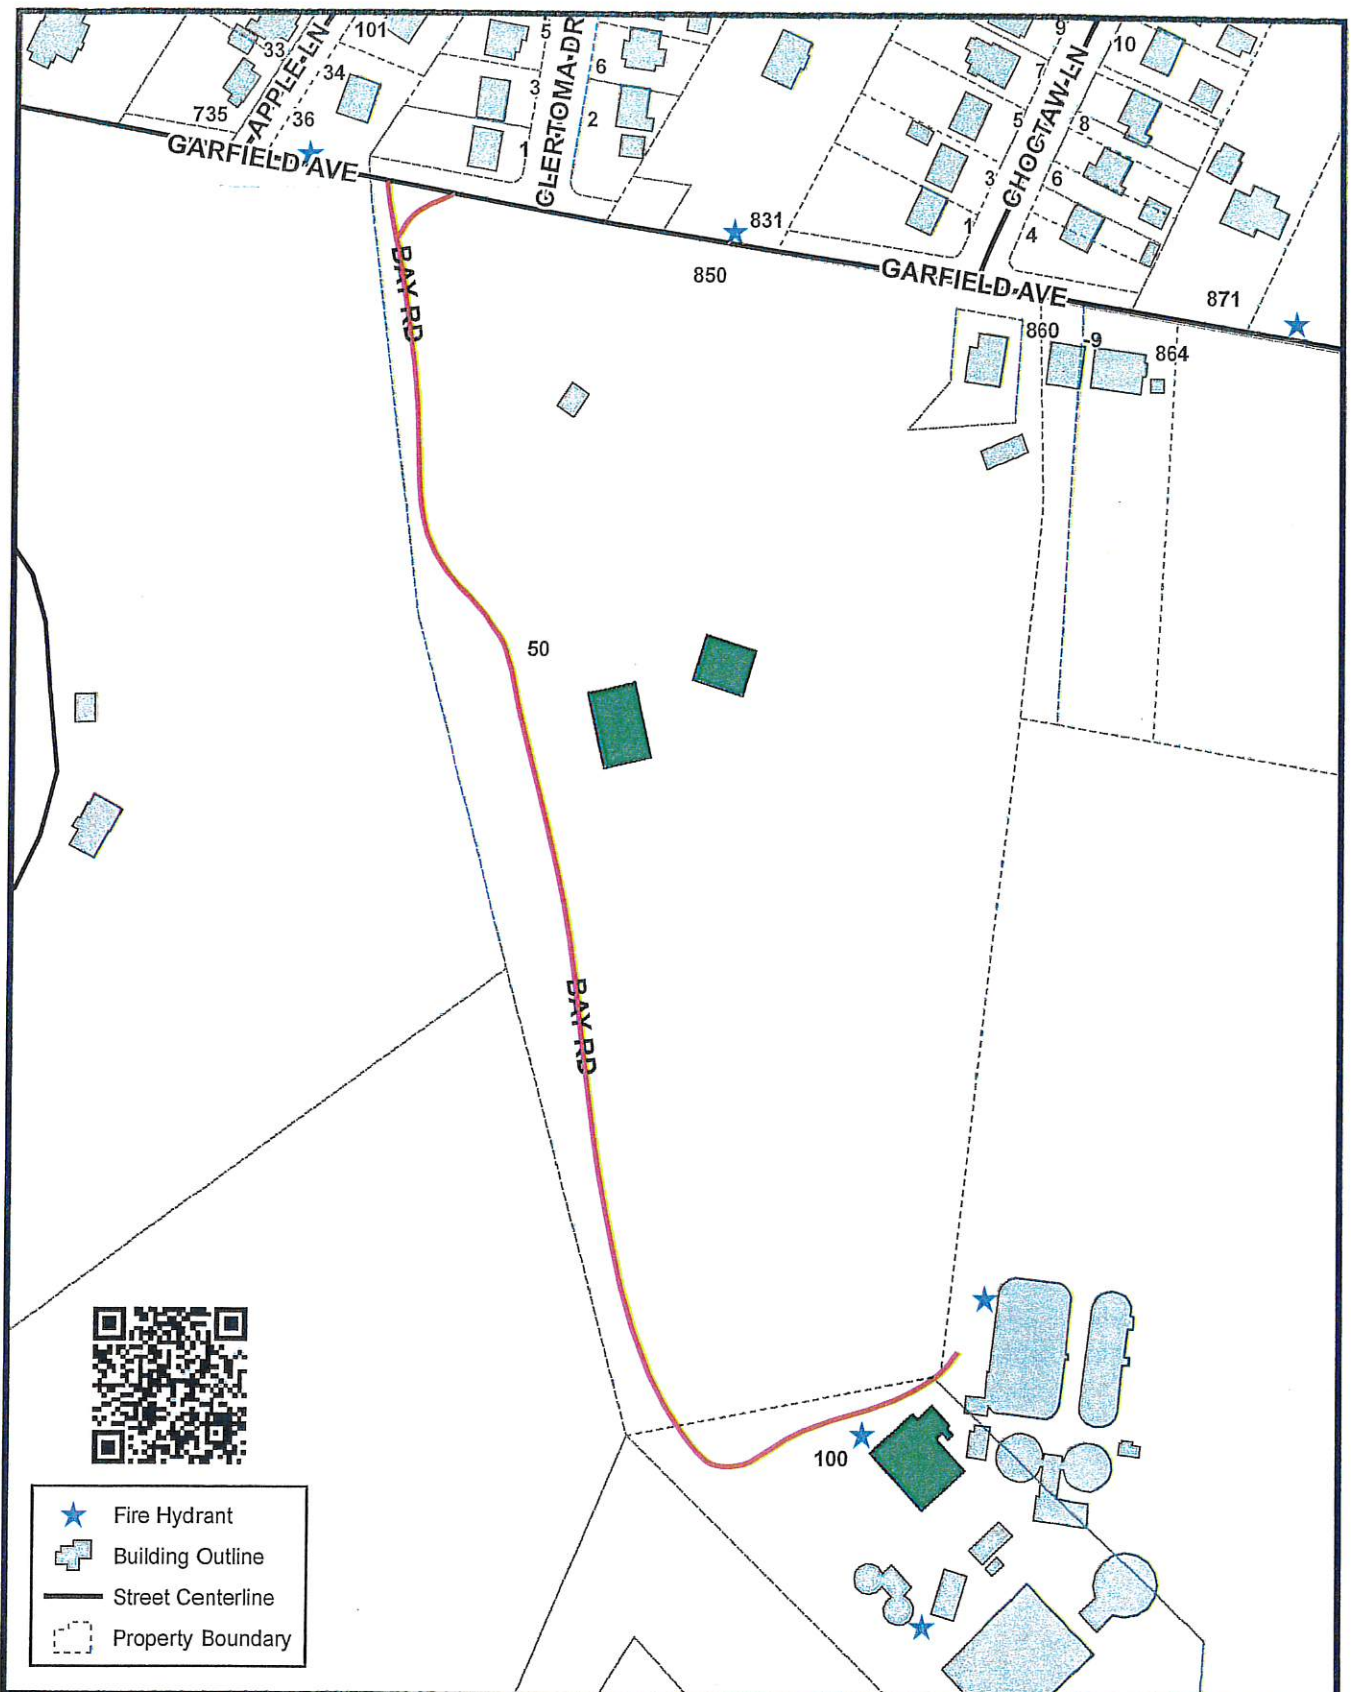 33
101
5
9
10
APPLE LN
34
6
7
735
36
3
2
5
8
CLERTOMA DR
CHOCTAW LN
GARFIELD AVE
1
3
6
831
1
4
BAY RD
850
GARFIELD AVE
871
860
-9
864
50
BAY RD
100
Fire Hydrant
Building Outline
Street Centerline
Property Boundary